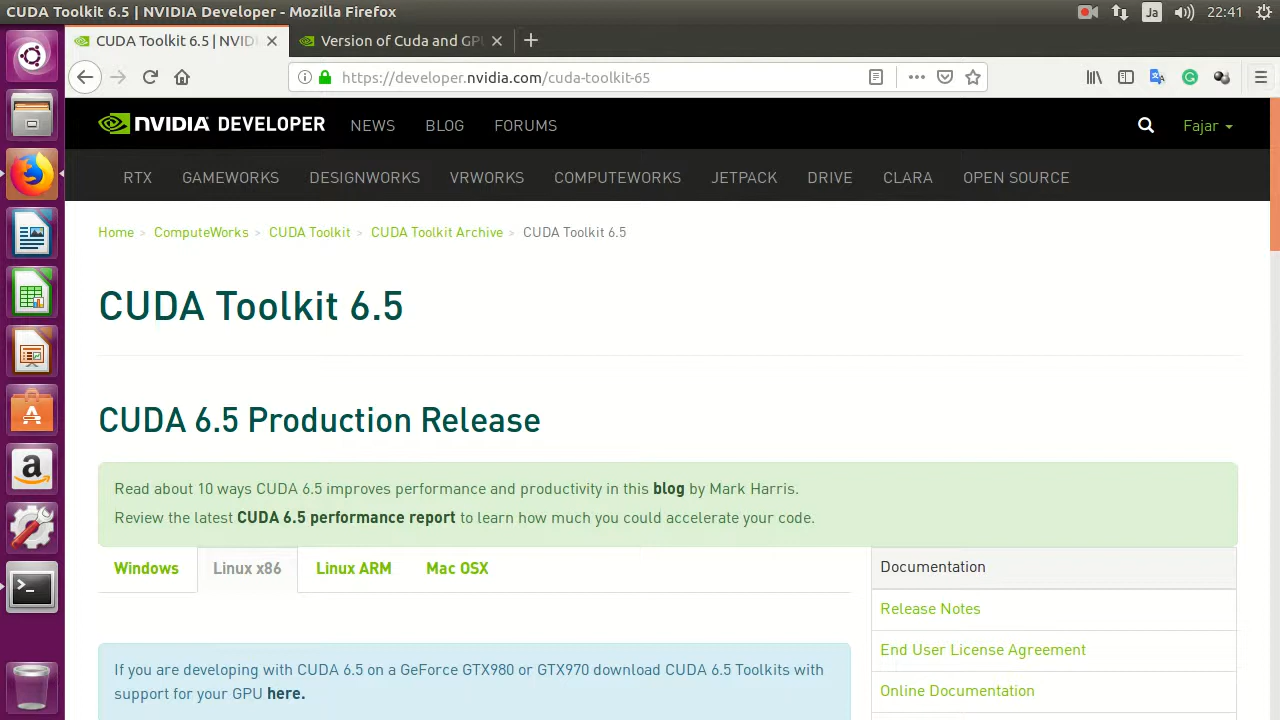 CUDA Toolkit 6.5 | NVIDIA Developer - Mozilla Firefox
Ja
22:41
CUDA Toolkit 6.5 | NVID
Version of Cuda and GPU
https://developer.nvidia.com/cuda-toolkit-65
NVIDIA DEVELOPER
NEWS
BLOG
FORUMS
Fajar
RTX
GAMEWORKS
DESIGNWORKS
VRWORKS
COMPUTEWORKS
JETPACK
DRIVE
CLARA
OPEN SOURCE
Home > ComputeWorks > CUDA Toolkit > CUDA Toolkit Archive > CUDA Toolkit 6.5
CUDA Toolkit 6.5
CUDA 6.5 Production Release
Read about 10 ways CUDA 6.5 improves performance and productivity in this blog by Mark Harris.
Review the latest CUDA 6.5 performance report to learn how much you could accelerate your code.
Windows
Linux x86
Linux ARM
Mac OSX
If you are developing with CUDA 6.5 on a GeForce GTX980 or GTX970 download CUDA 6.5 Toolkits with
support for your GPU here.
Documentation
Release Notes
End User License Agreement
Online Documentation